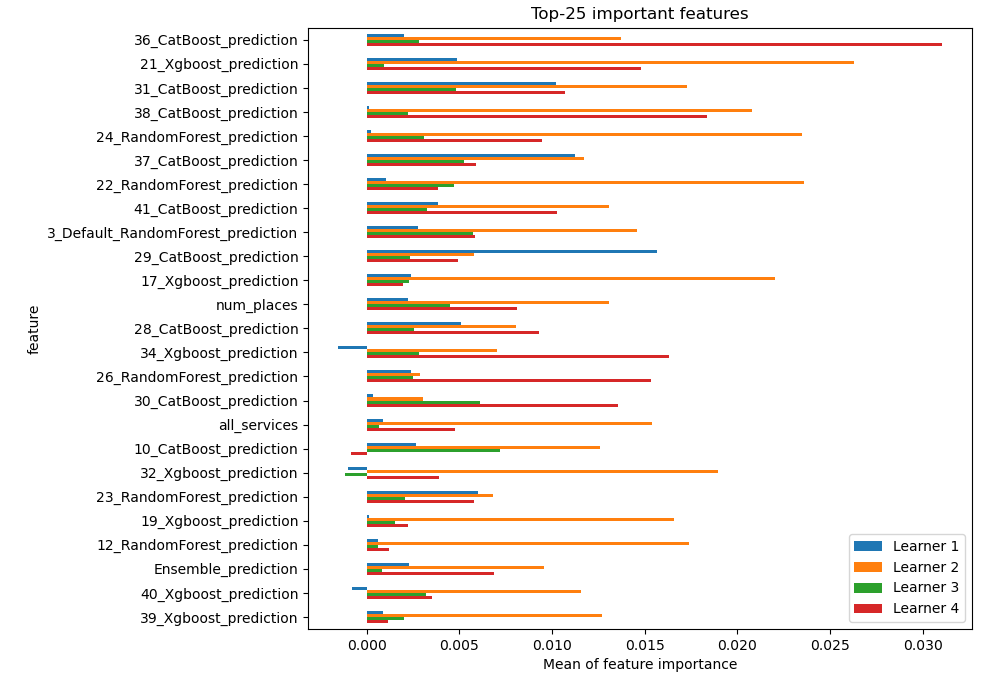 Top-25 important features
36_CatBoost_prediction
21_Xgboost_prediction
31_CatBoost_prediction
38_CatBoost_prediction
24_RandomForest_prediction
37_CatBoost_prediction
22_RandomForest_prediction
41_CatBoost_prediction
3_Default_RandomForest_prediction
29_CatBoost_prediction
17_Xgboost_prediction
num_places
28_CatBoost_prediction
34_Xgboost_prediction
26_RandomForest_prediction
30_CatBoost_prediction
all_services
10_CatBoost_prediction
32_Xgboost_prediction
23_RandomForest_prediction
19_Xgboost_prediction
12_RandomForest_prediction
Ensemble_prediction
40_Xgboost_prediction
39_Xgboost_prediction
feature
Learner 1
Learner 2
Learner 3
Learner 4
0.000 0.005 0.010 0.015 0.020 0.025 0.030
Mean of feature importance